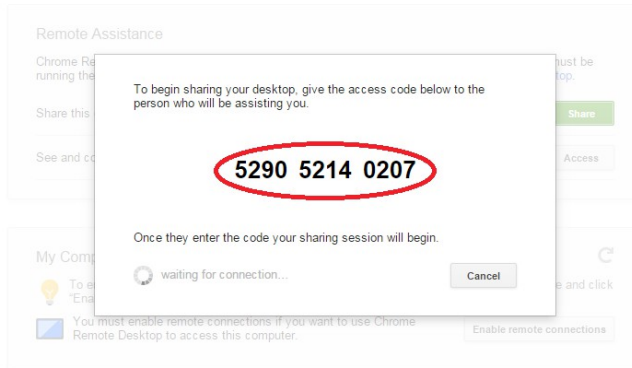 Remote Assistance
Chrome Re
must be
running the
top.
To begin sharing your desktop, give the access code below to the
person who will be assisting you.
Share this
Share
See and co
Access
5290 5214 0207
Once they enter the code your sharing session will begin.
My Comp
waiting for connection...
Cancel
To e
e and click
"Ena
You must enable remote connections if you want to use Chrome
Remote Desktop to access this computer.
Enable remote connections